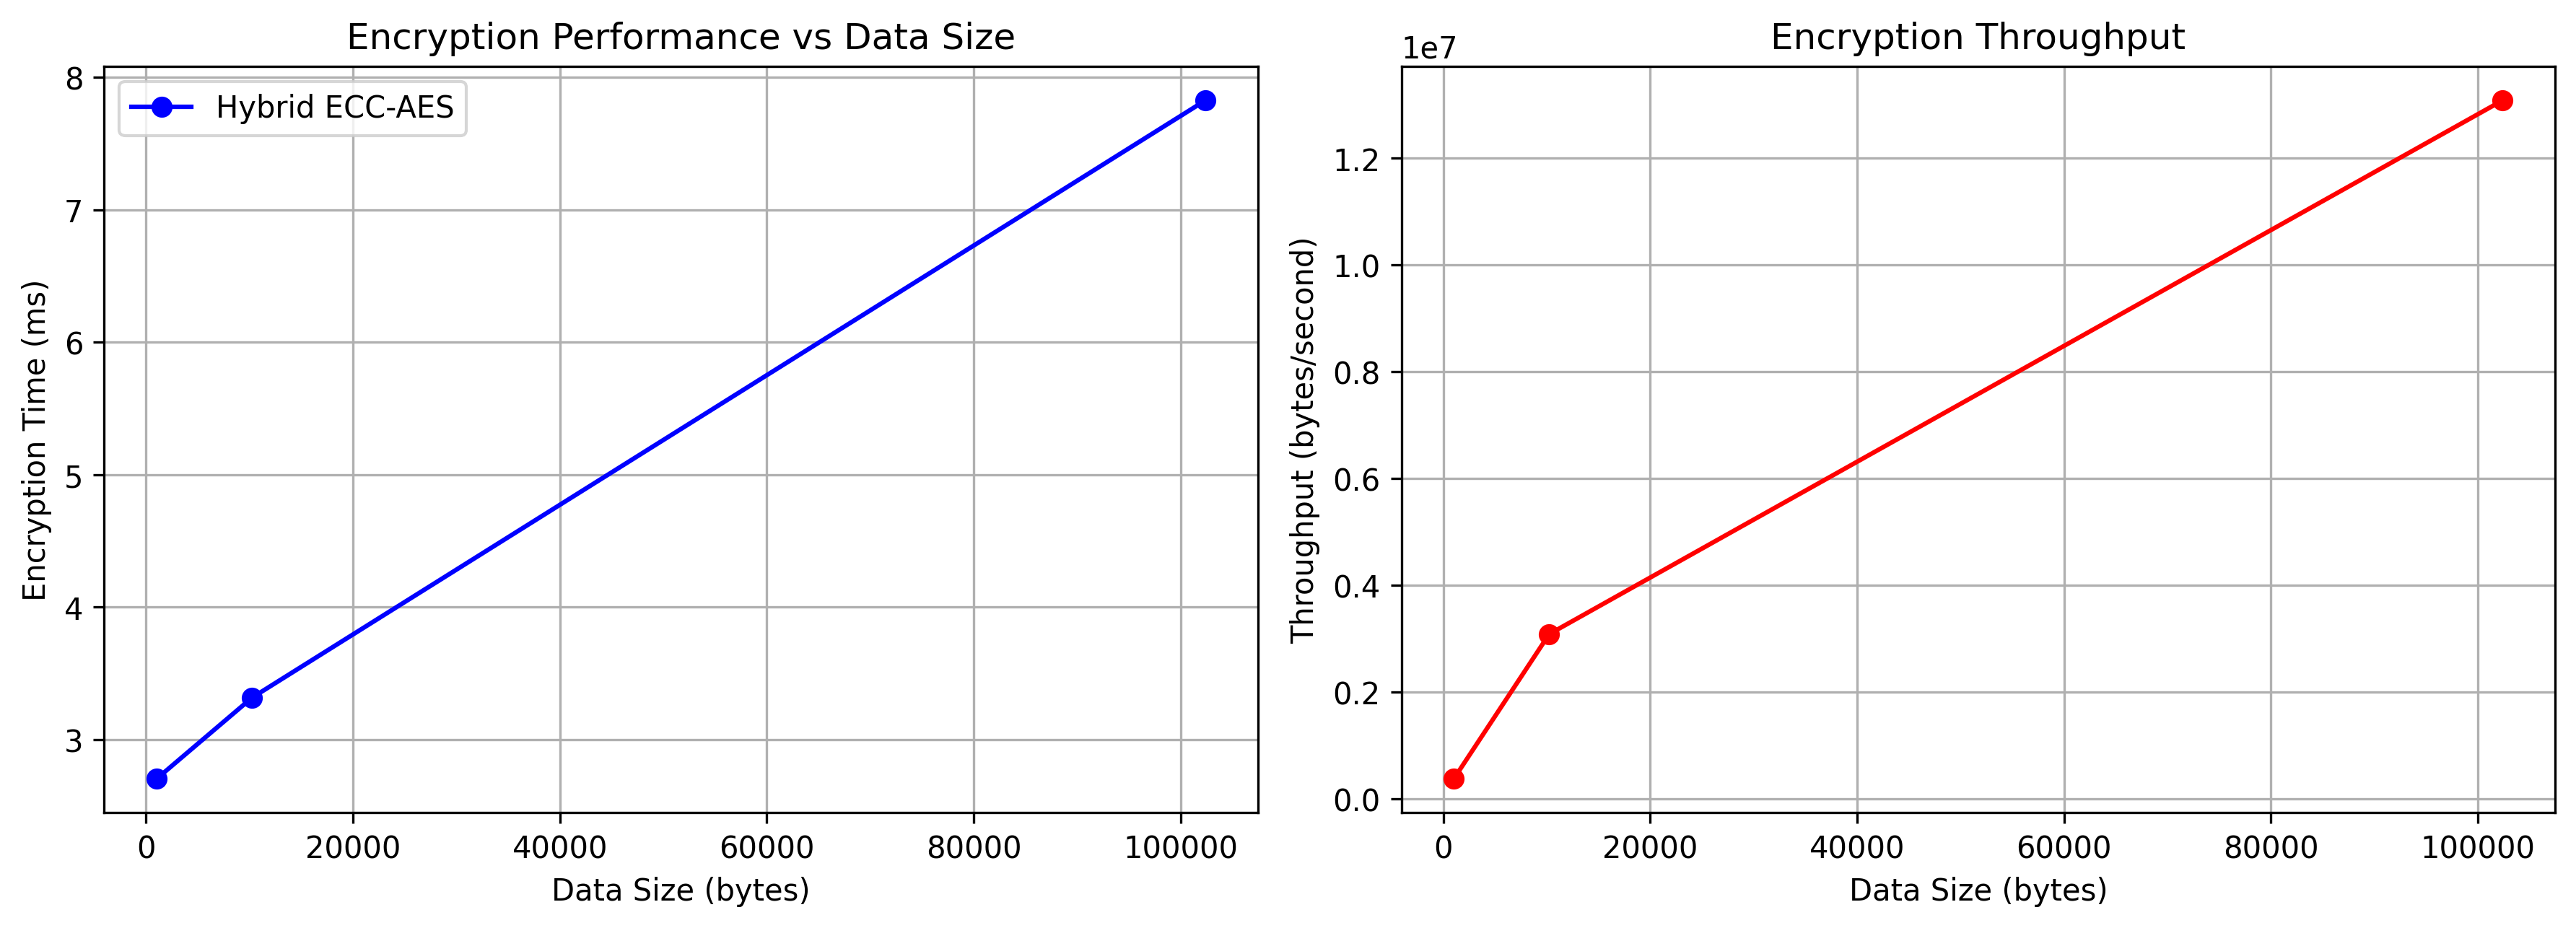 Encryption Performance vs Data Size
Hybrid ECC-AES
8
7
6
5
4
3
Encryption Time (ms)
0 20000 40000 60000 80000 100000
Data Size (bytes)
Encryption Throughput
1e7
1.2
1.0
0.8
0.6
0.4
0.2
0.0
Throughput (bytes/second)
0 20000 40000 60000 80000 100000
Data Size (bytes)